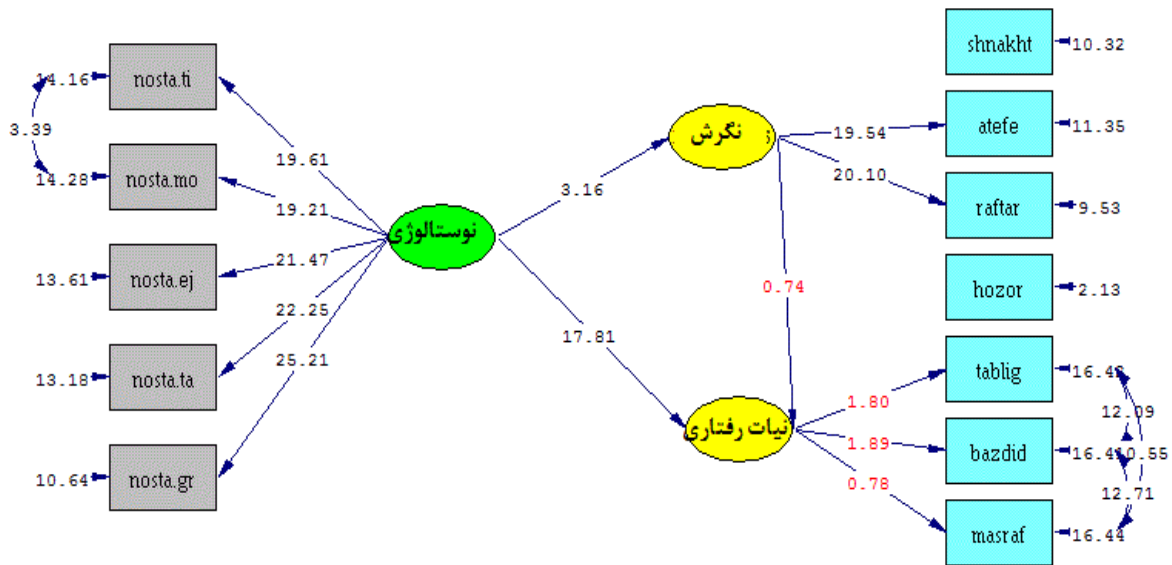 shnakht
10.32
14.16
nosta.ti
atefe
11.35
19.54
نگرش
3.39
19.61
20.10
14.28
nosta.mo
19.21
3.16
raftar
9.53
نوستالوژی
21.47
13.61
nosta.ej
0.74
hozor
2.13
22.25
17.81
25.21
13.18
nosta.ta
tablig
1.80
12.09
نیات رفتاری
1.89
bazdid
10.55
10.64
nosta.gr
0.78
12.71
masraf
16.44